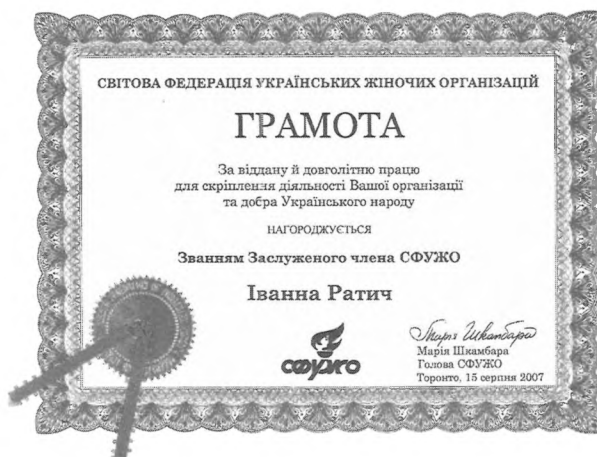 СВІТОВА ФЕДЕРАЦІЯ УКРАЇНСЬКИХ ЖІНОЧИХ ОРГАНІЗАЦІЙ
ГРАМОТА
За віддану й довголітню працю
для скріплення діяльності Вашої організації
та добра Українського народу
НАГОРОДЖУЄТЬСЯ
Званням Заслуженого члена СФУЖО
Іванна Ратич
сфужо
Марія Шкамбара
Марія Шкамбара
Голова СФУЖО
Торонто, 15 серпня 2007